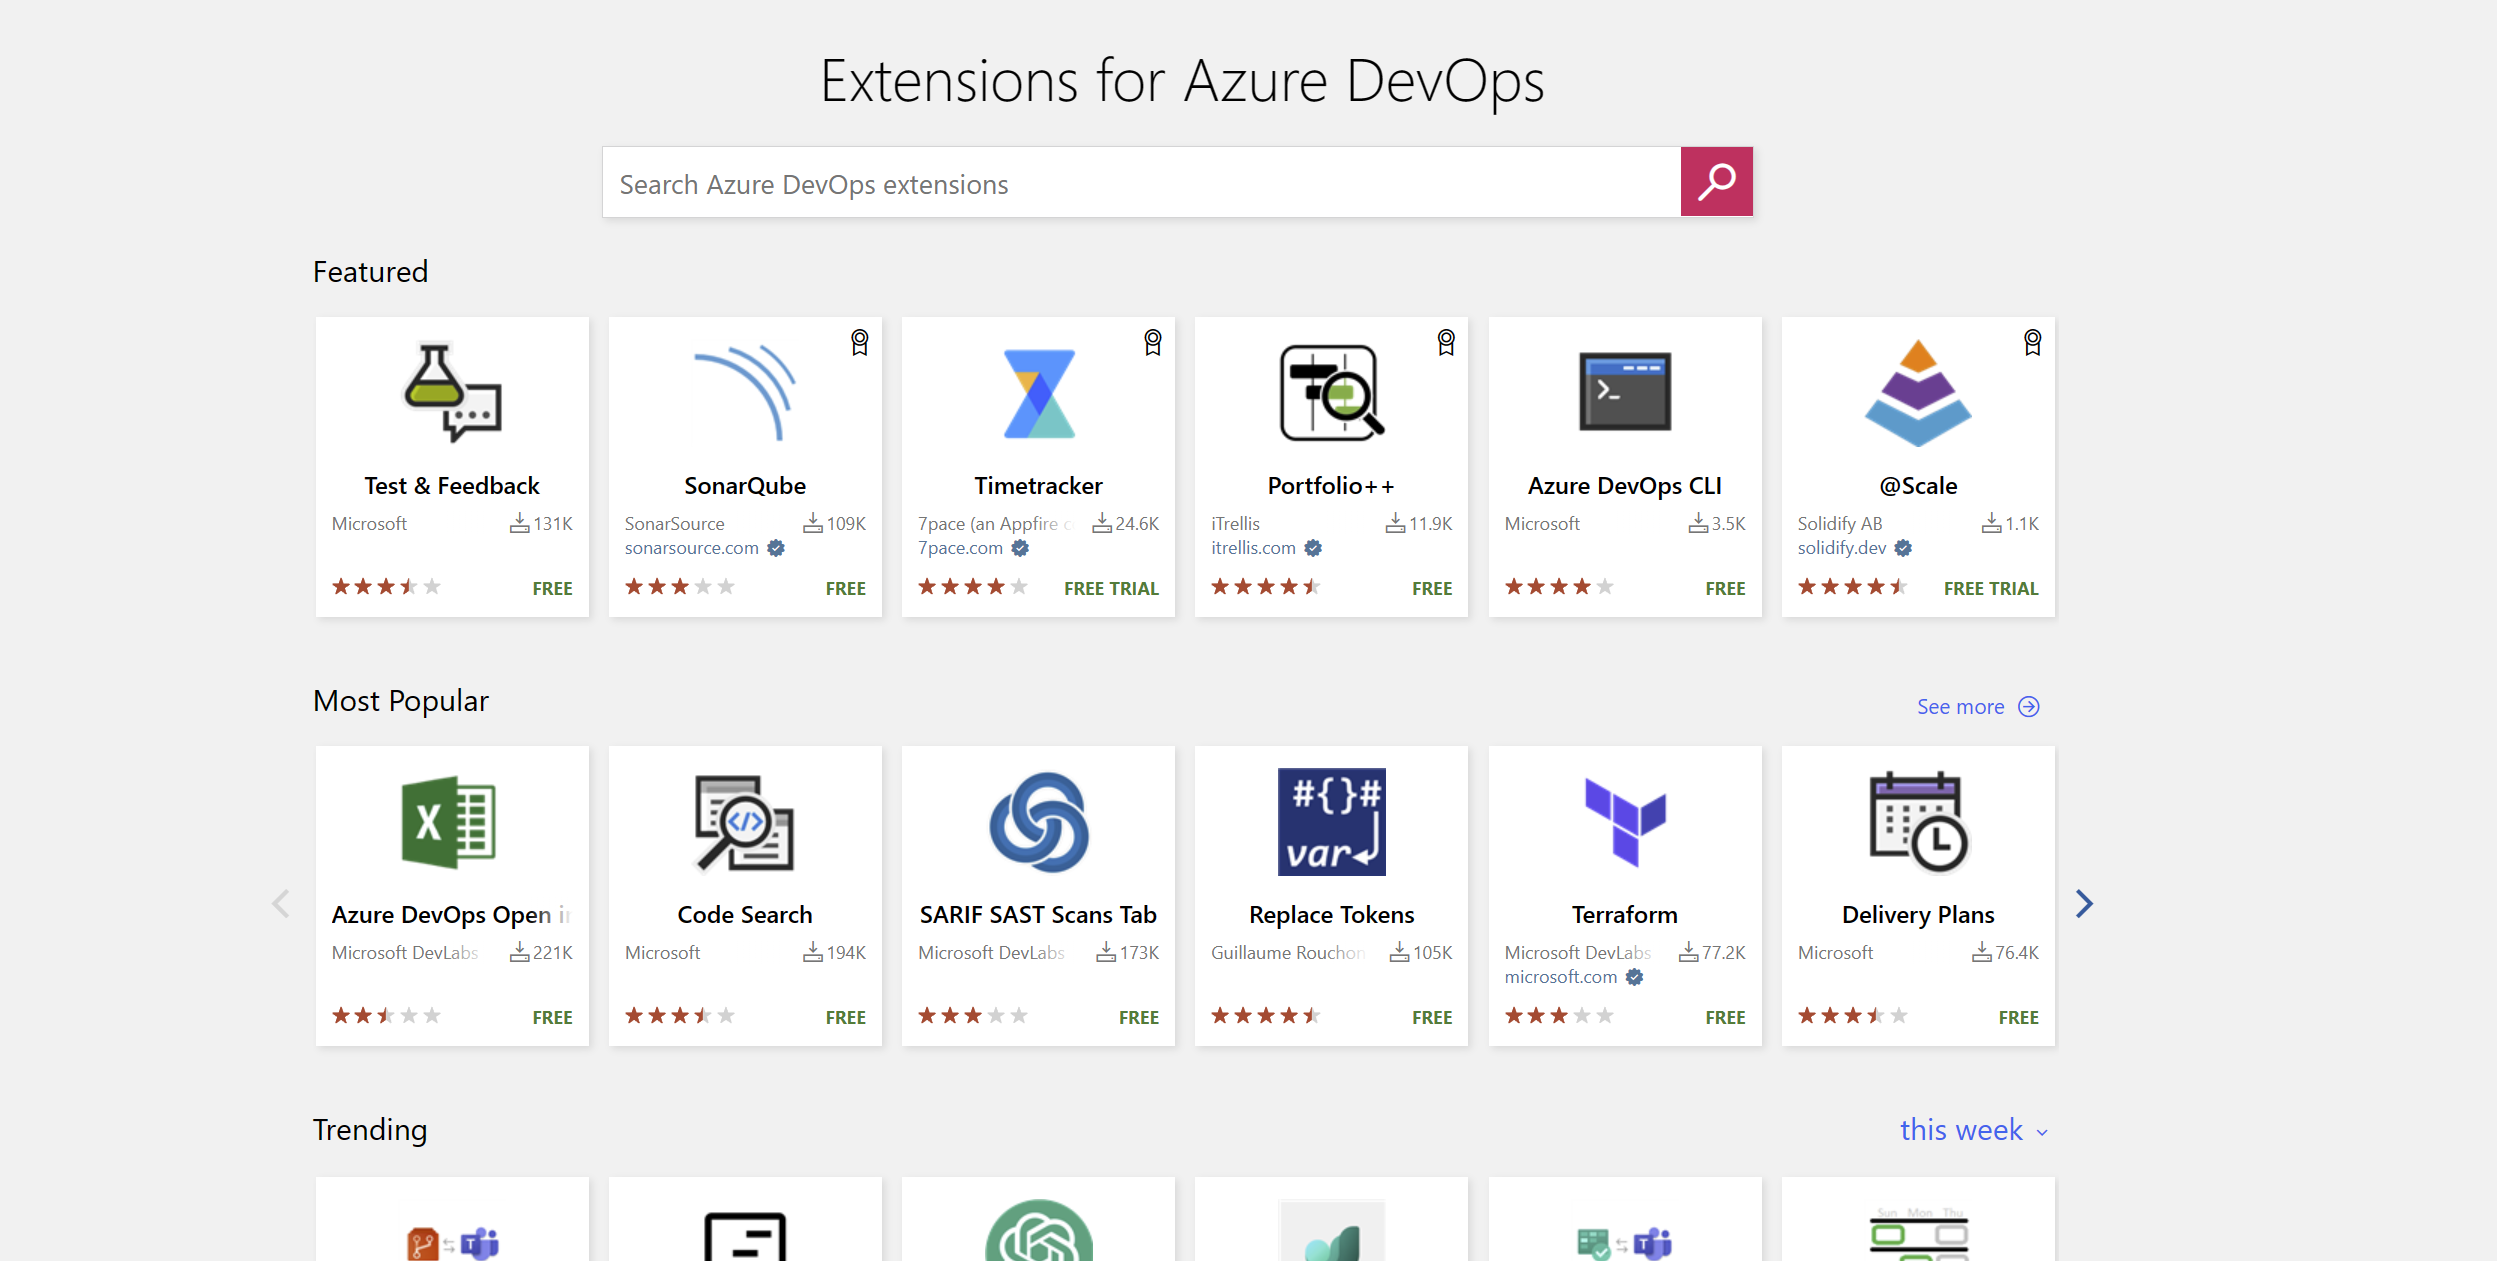 Extensions for Azure DevOps
Search Azure DevOps extensions
Featured
Test & Feedback
Microsoft 131K
FREE
SonarQube
SonarSource 109K
sonarsource.com
FREE
Timetracker
7pace (an Appfire 24.6K
7pace.com
FREE TRIAL
Portfolio++
iTrellis 11.9K
itrellis.com
FREE
Azure DevOps CLI
Microsoft 3.5K
FREE
@Scale
Solidify AB 1.1K
solidify.dev
FREE TRIAL
Most Popular
See more
X
Azure DevOps Open in
Microsoft DevLabs 221K
FREE
</>
Code Search
Microsoft 194K
FREE
SARIF SAST Scans Tab
Microsoft DevLabs 173K
FREE
#{}#
var
Replace Tokens
Guillaume Rouchon 105K
FREE
Terraform
Microsoft DevLabs 77.2K
microsoft.com
FREE
Delivery Plans
Microsoft 76.4K
FREE
Trending
this week
T
T
Sun Mon Thu